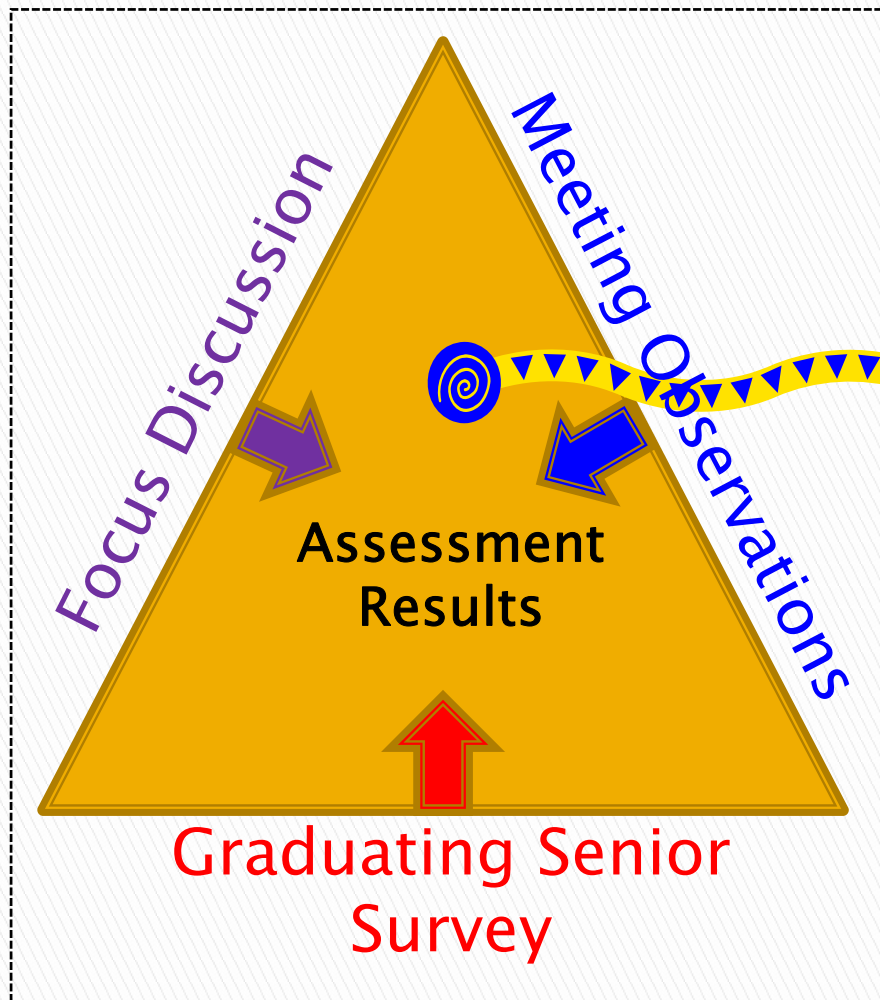 Focus Discussion
Meeting Observations
Assessment
Results
Graduating Senior
Survey